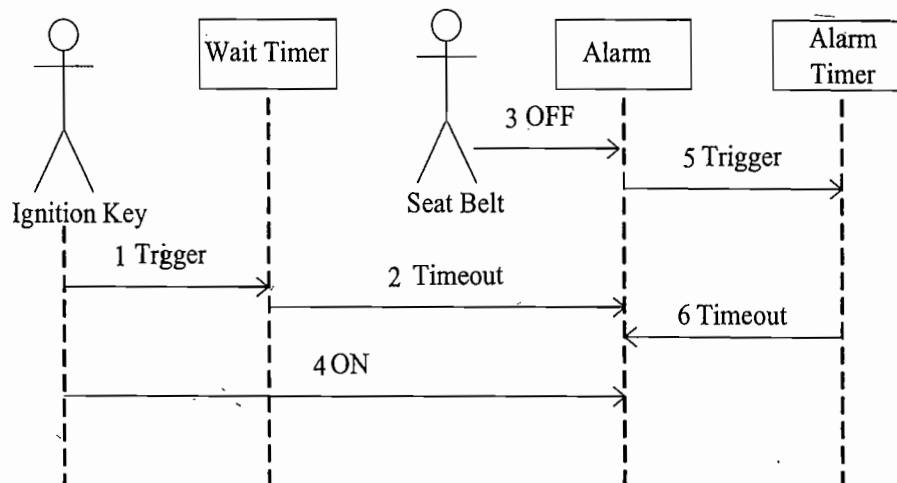 Wait Timer
Alarm
Alarm
Timer
3 OFF
5 Trigger
Ignition Key
Seat Belt
1 Trigger
2 Timeout
6 Timeout
4 ON